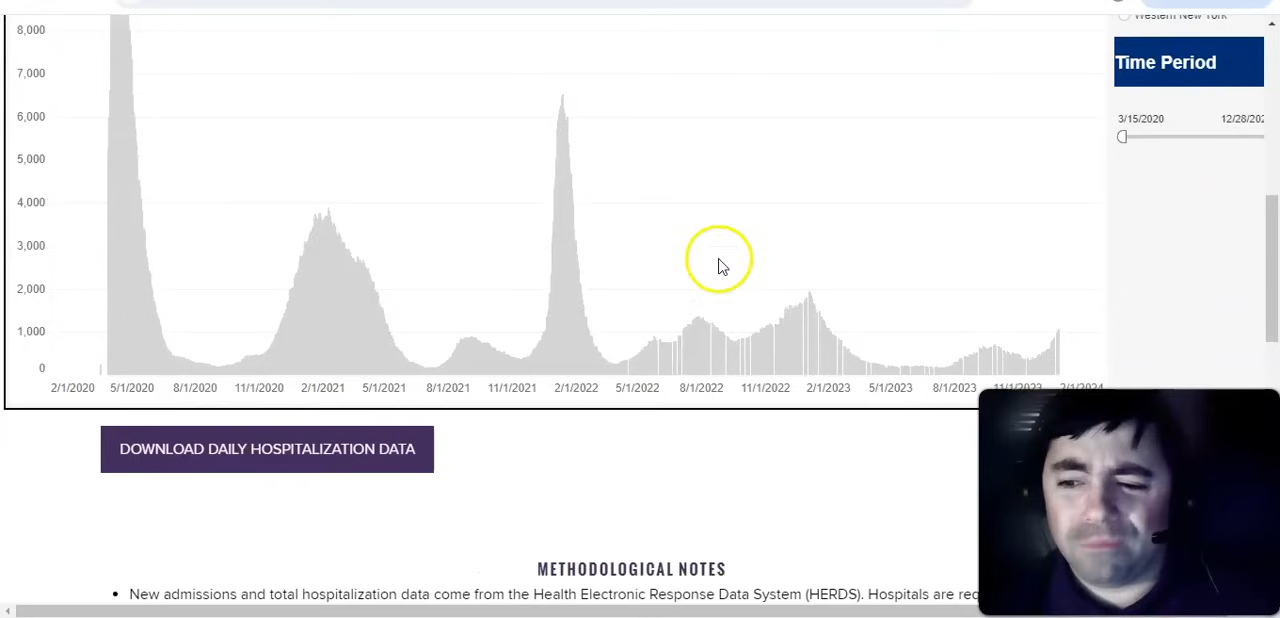 Western New York
8,000
7,000
6,000
5,000
4,000
3,000
2,000
1,000
0
Time Period
3/15/2020 12/28/202
2/1/2020 5/1/2020 8/1/2020 11/1/2020 2/1/2021 5/1/2021 8/1/2021 11/1/2021 2/1/2022 5/1/2022 8/1/2022 11/1/2022 2/1/2023 5/1/2023 8/1/2023 11/1/2023 2/1/2024
DOWNLOAD DAILY HOSPITALIZATION DATA
METHODOLOGICAL NOTES
• New admissions and total hospitalization data come from the Health Electronic Response Data System (HERDS). Hospitals are rec